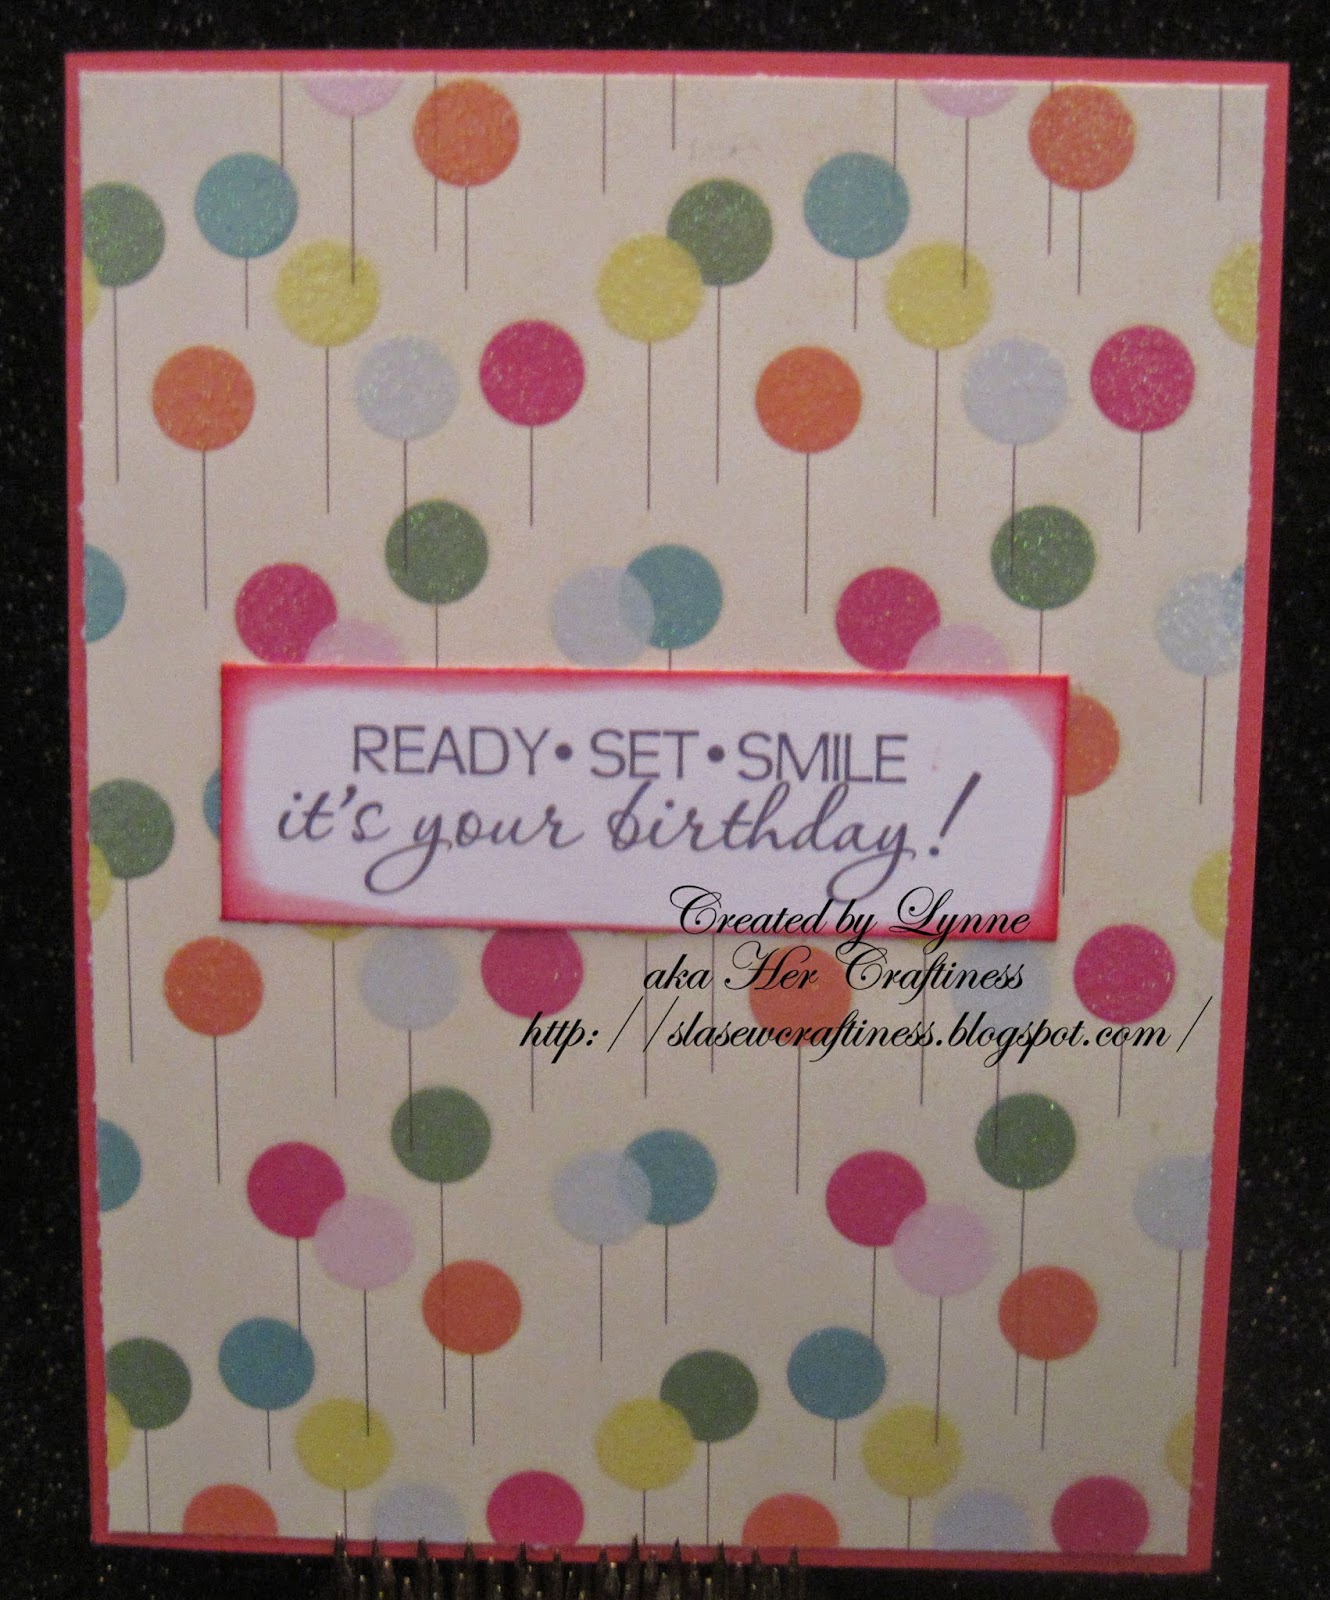 READY•SET•SMILE
it's your birthday!
Created by Lynne
aka Her Craftiness
http://slasewcraftiness.blogspot.com/